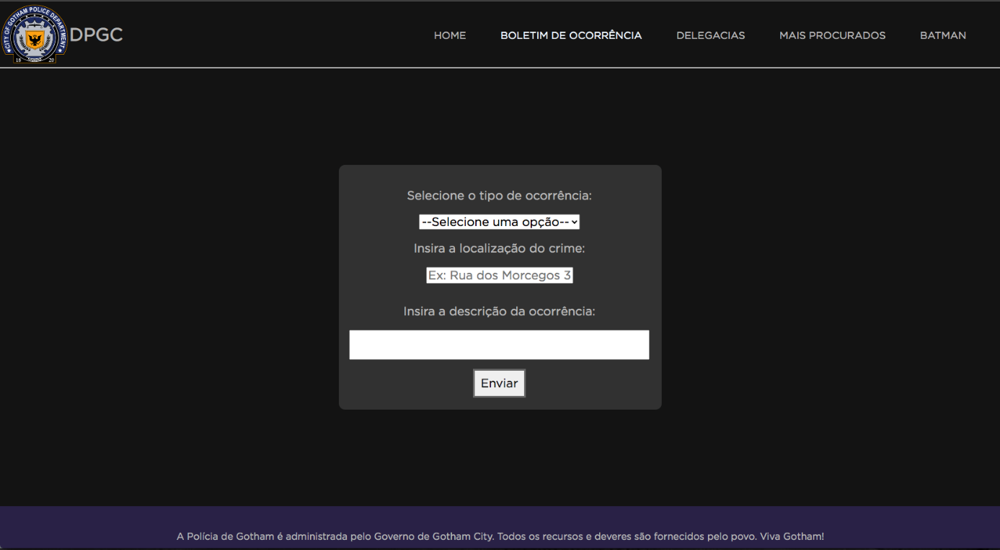 CITY OF GOTHAM POLICE DEPARTMENT
18 20
DPGC
HOME BOLETIM DE OCORRÊNCIA DELEGACIAS MAIS PROCURADOS BATMAN
Selecione o tipo de ocorrência:
--Selecione uma opção--
Insira a localização do crime:
Ex: Rua dos Morcegos 3
Insira a descrição da ocorrência:
Enviar
A Polícia de Gotham é administrada pelo Governo de Gotham City. Todos os recursos e deveres são fornecidos pelo povo. Viva Gotham!